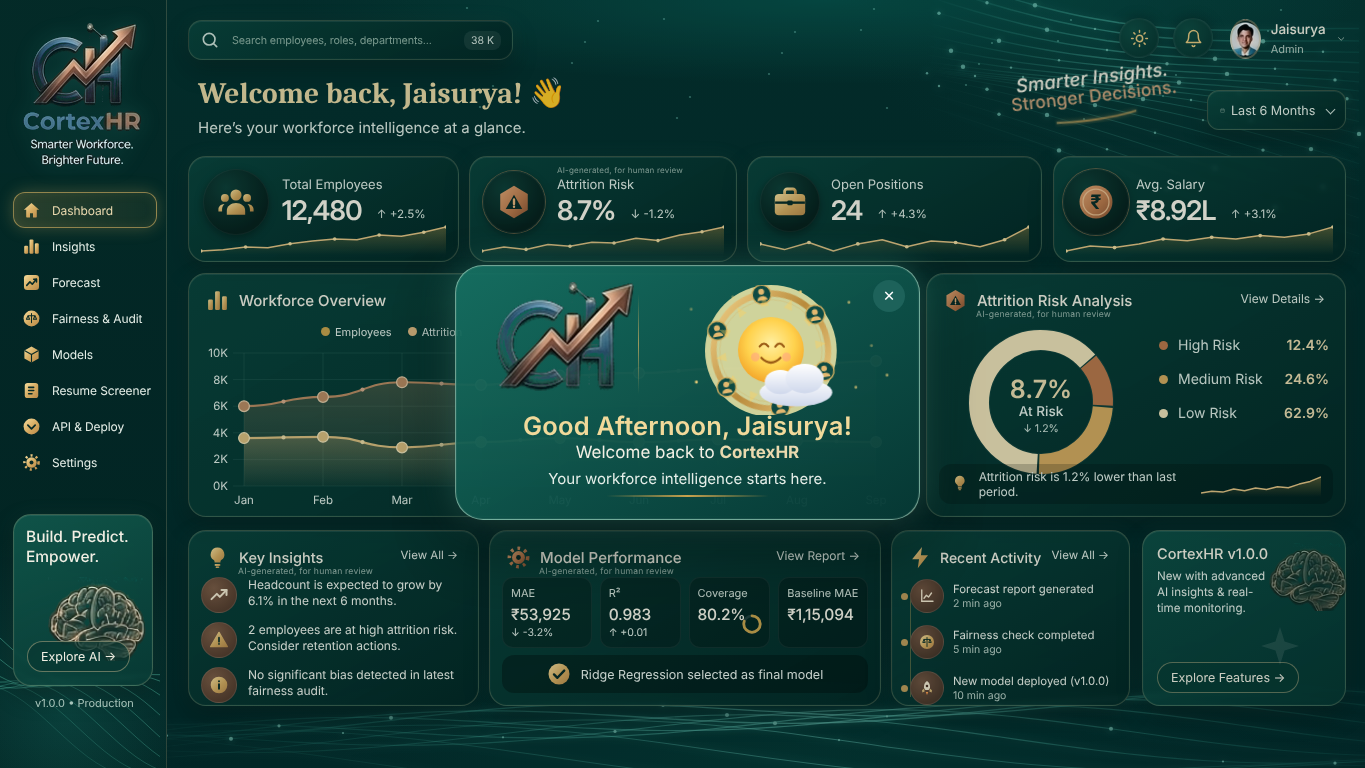 CortexHR
Smarter Workforce.
Brighter Future.
Dashboard
Insights
Forecast
Fairness & Audit
Models
Resume Screener
API & Deploy
Settings
Build. Predict.
Empower.
Explore AI →
v1.0.0 • Production
Search employees, roles, departments...
38 K
Jaisurya
Admin
Welcome back, Jaisurya! 👋
Here's your workforce intelligence at a glance.
Smarter Insights.
Stronger Decisions.
Last 6 Months
Total Employees
12,480 ↑ +2.5%
AI-generated, for human review
Attrition Risk
8.7% ↓ -1.2%
Open Positions
24 ↑ +4.3%
Avg. Salary
₹8.92L ↑ +3.1%
Workforce Overview
Employees
10K
8K
6K
4K
2K
0K
Jan Feb Mar Apr May Aug Sep
CH
Good Afternoon, Jaisurya!
Welcome back to CortexHR
Your workforce intelligence starts here.
Attrition Risk Analysis
AI-generated, for human review
View Details →
8.7%
At Risk
↓ 1.2%
High Risk 12.4%
Medium Risk 24.6%
Low Risk 62.9%
Attrition risk is 1.2% lower than last
period.
Key Insights
View All →
AI-generated, for human review
Headcount is expected to grow by
6.1% in the next 6 months.
2 employees are at high attrition risk.
Consider retention actions.
No significant bias detected in latest
fairness audit.
Model Performance
View Report →
AI-generated, for human review
MAE
₹53,925
↓ -3.2%
R²
0.983
↑ +0.01
Coverage
80.2%
Baseline MAE
₹1,15,094
Ridge Regression selected as final model
Recent Activity
View All →
Forecast report generated
2 min ago
Fairness check completed
5 min ago
New model deployed (v1.0.0)
10 min ago
CortexHR v1.0.0
New with advanced
AI insights & real-
time monitoring.
Explore Features →